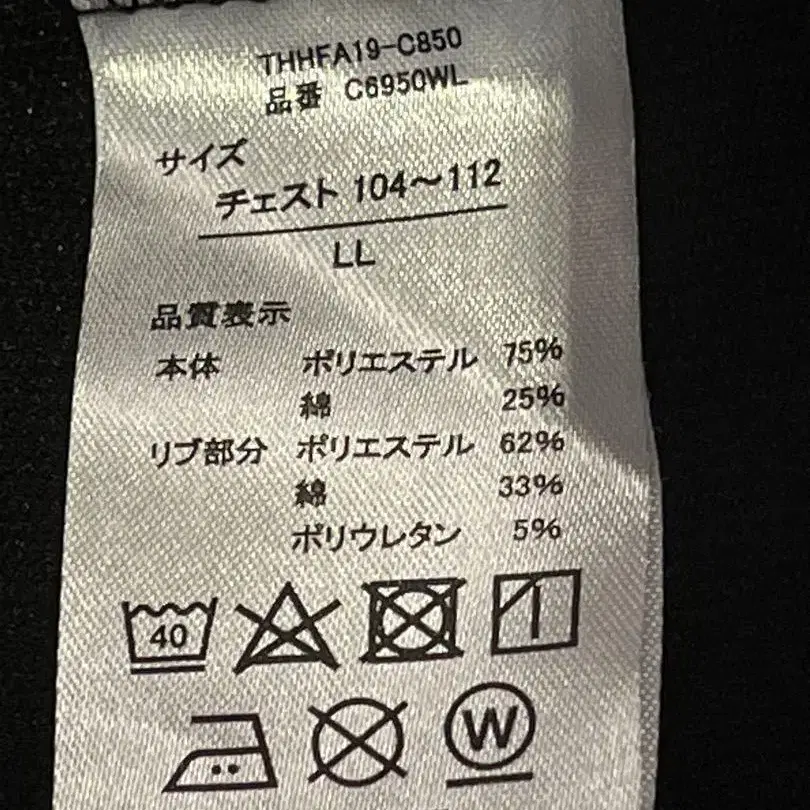 THHFA19-C850
品番 C6950WL
サイズ
チェスト 104～112
LL
品質表示
本体 ポリエステル 75%
綿 25%
リブ部分 ポリエステル 62%
綿 33%
ポリウレタン 5%
40
W